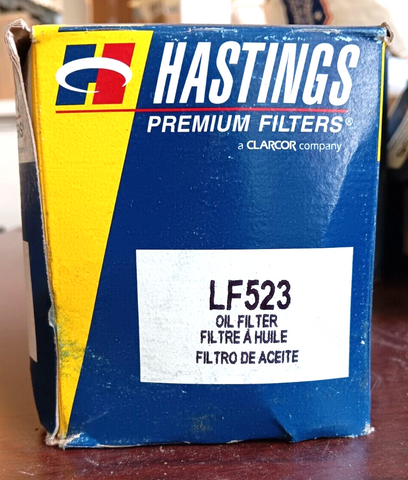 HASTINGS
PREMIUM FILTERS®
a CLARCOR company
LF523
OIL FILTER
FILTRE À HUILE
FILTRO DE ACEITE